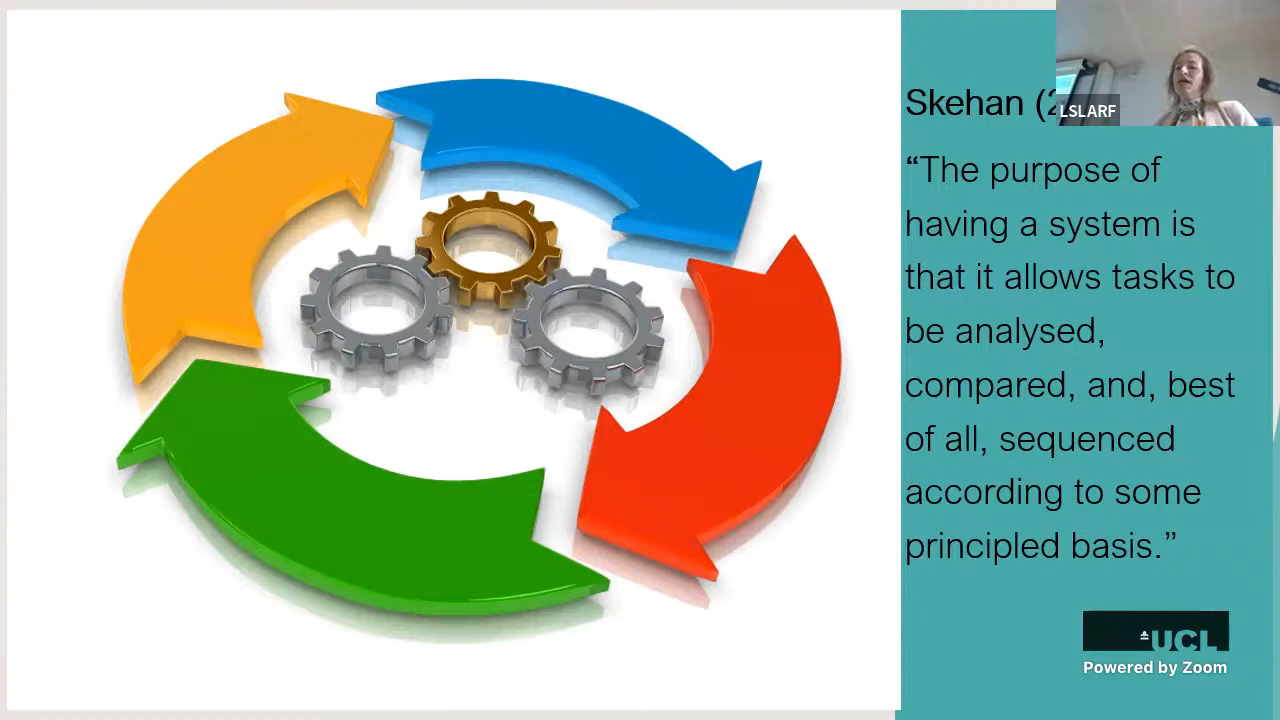 Skehan (2
LSLARF
“The purpose of
having a system is
that it allows tasks to
be analysed,
compared, and, best
of all, sequenced
according to some
principled basis.”
UCL
Powered by Zoom